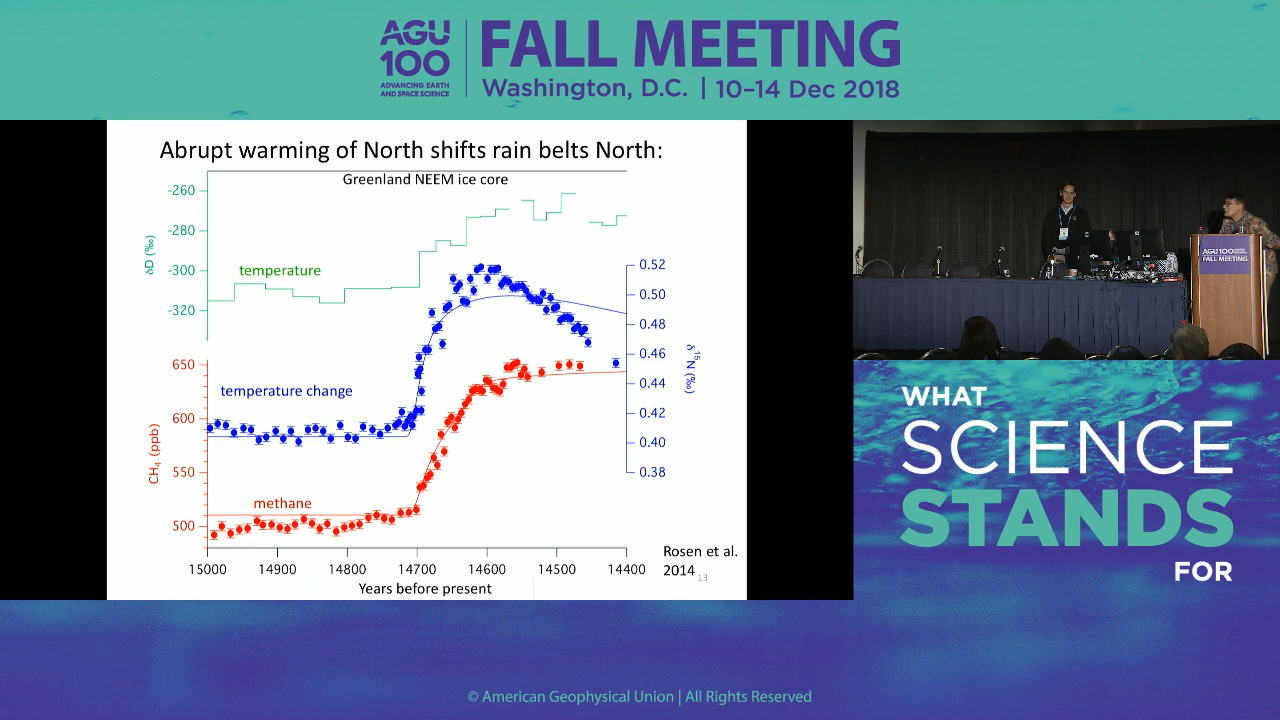 AGU
100
ADVANCING EARTH
AND SPACE SCIENCE
FALL MEETING
Washington, D.C. | 10–14 Dec 2018
Abrupt warming of North shifts rain belts North:
Greenland NEEM ice core
-260
-280
-300
-320
δD (‰)
temperature
0.52
0.50
0.48
0.46
0.44
0.42
0.40
0.38
δ¹⁵N (‰)
temperature change
650
600
550
500
CH₄ (ppb)
methane
15000 14900 14800 14700 14600 14500 14400
Years before present
Rosen et al.
2014
13
AGU100
FALL MEETING
WHAT
SCIENCE
STANDS
FOR
© American Geophysical Union | All Rights Reserved